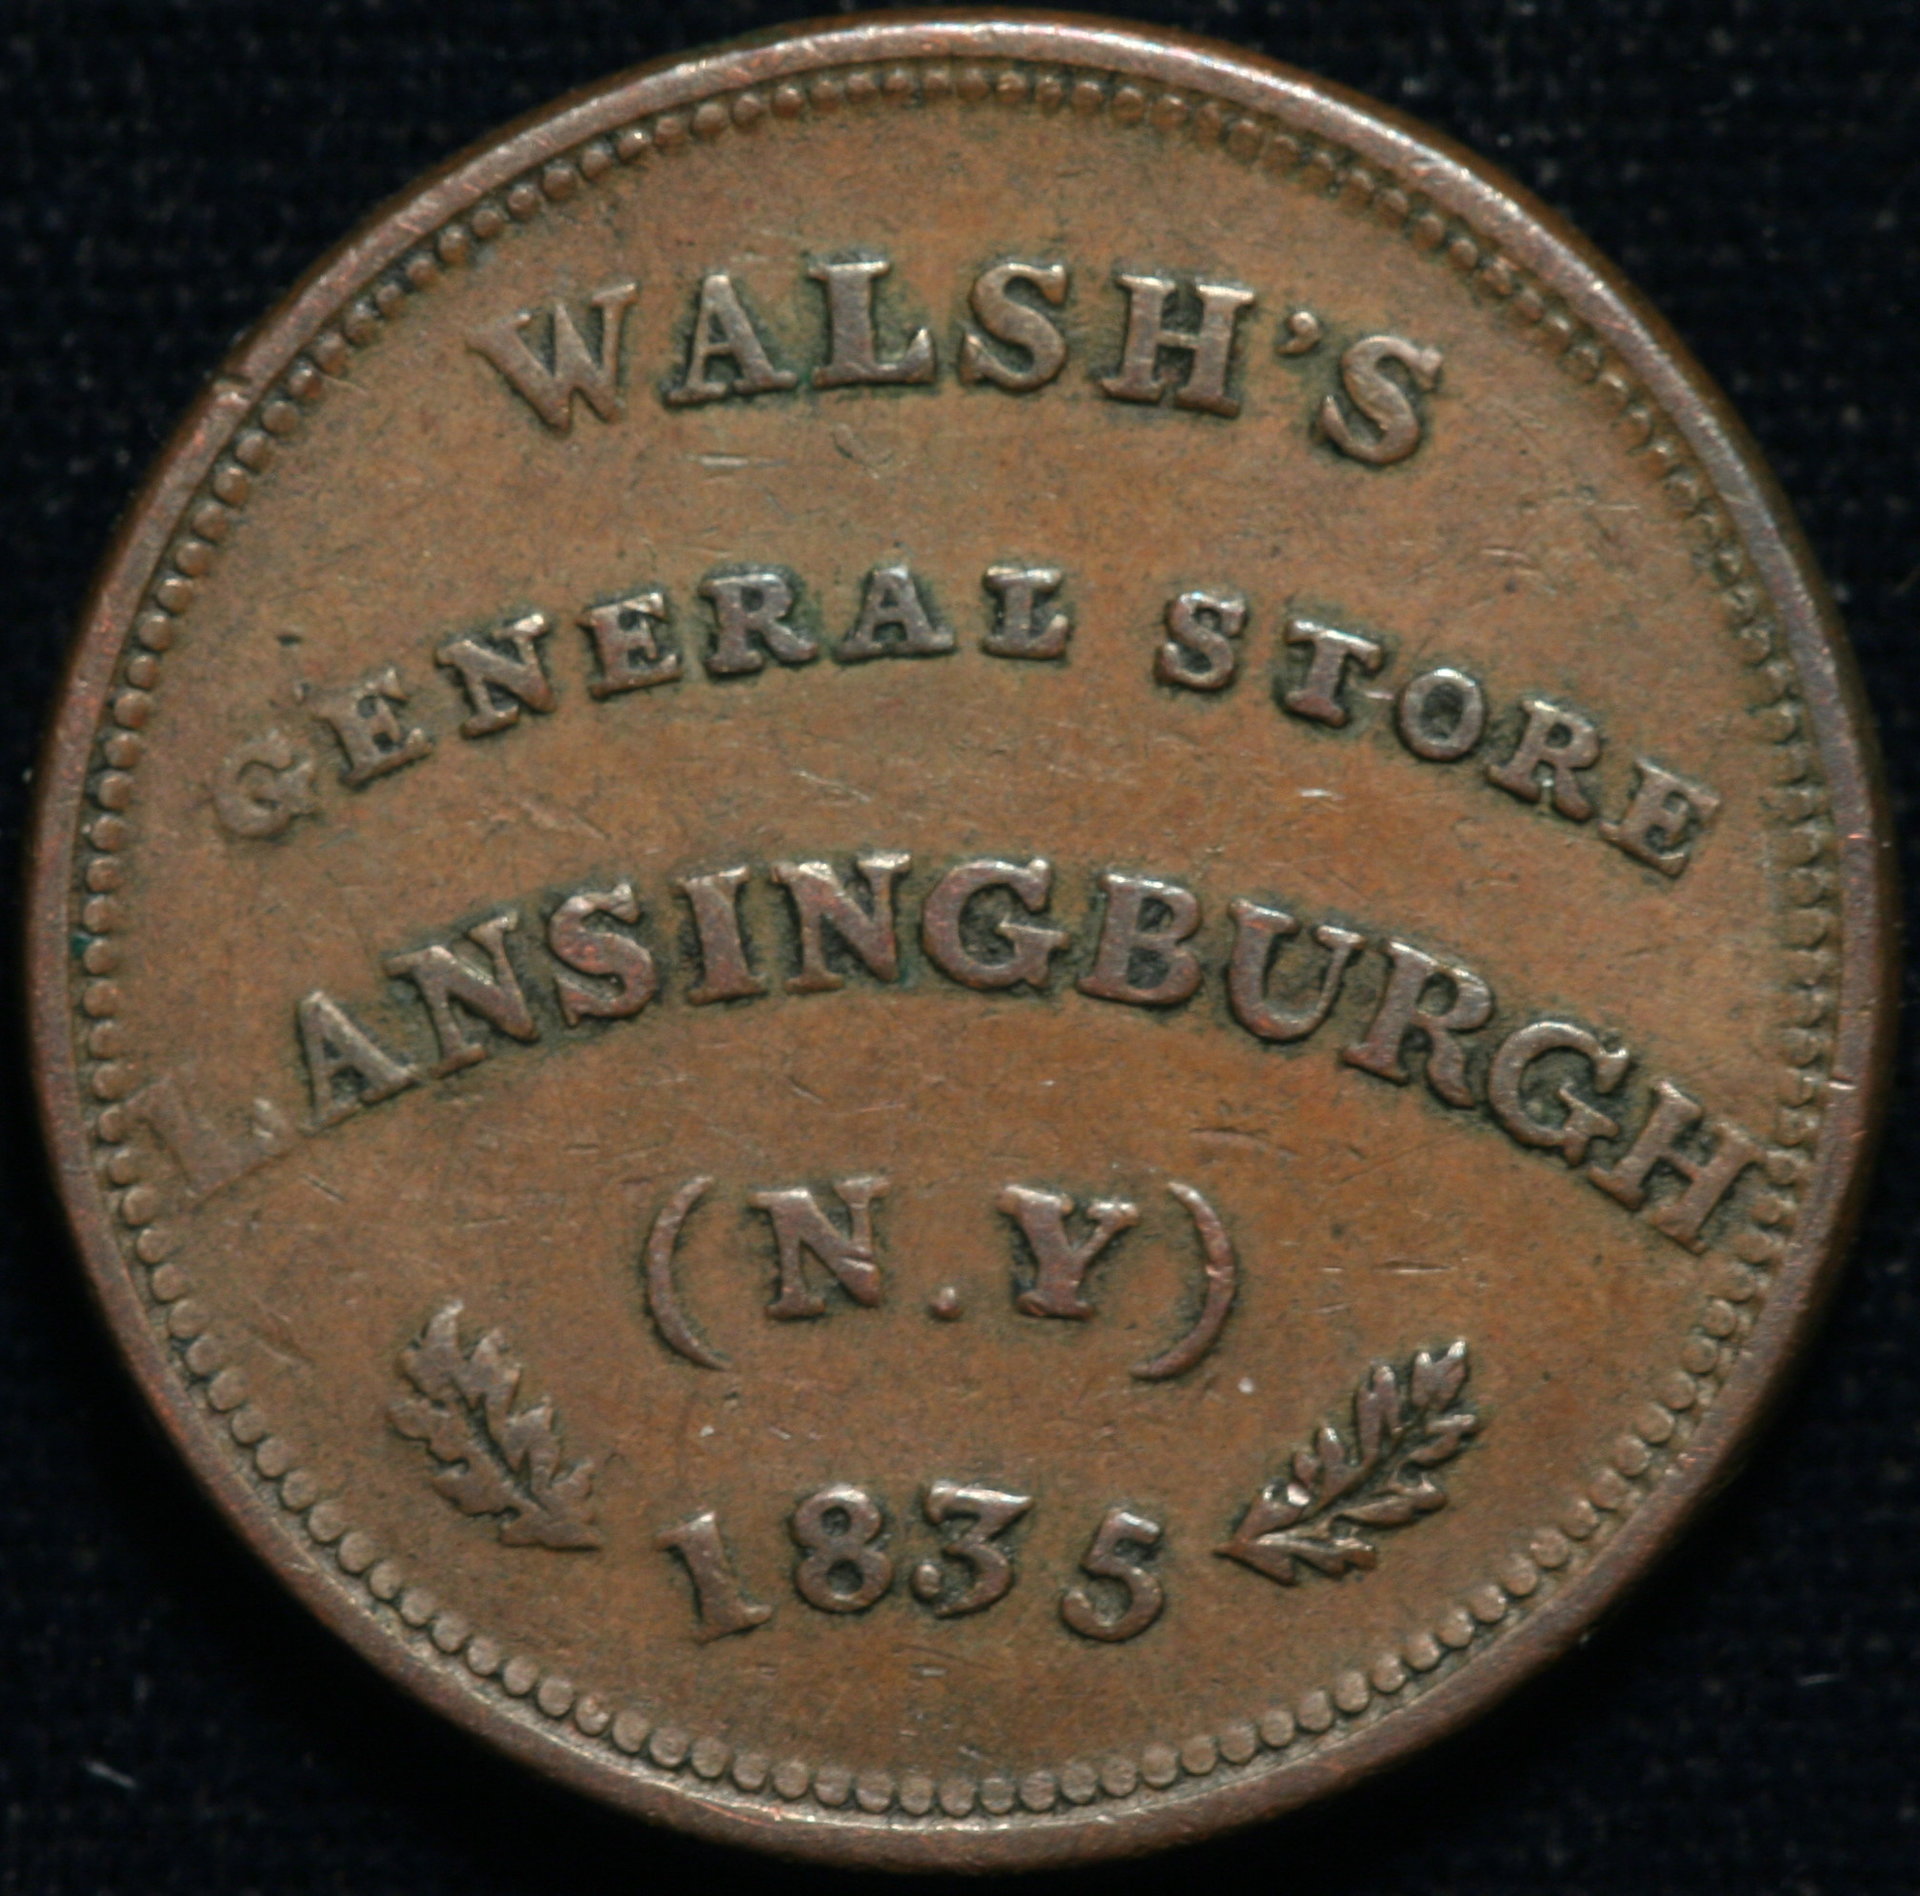 WALSH'S
GENERAL STORE
LANSINGBURGH
(N.Y)
1835